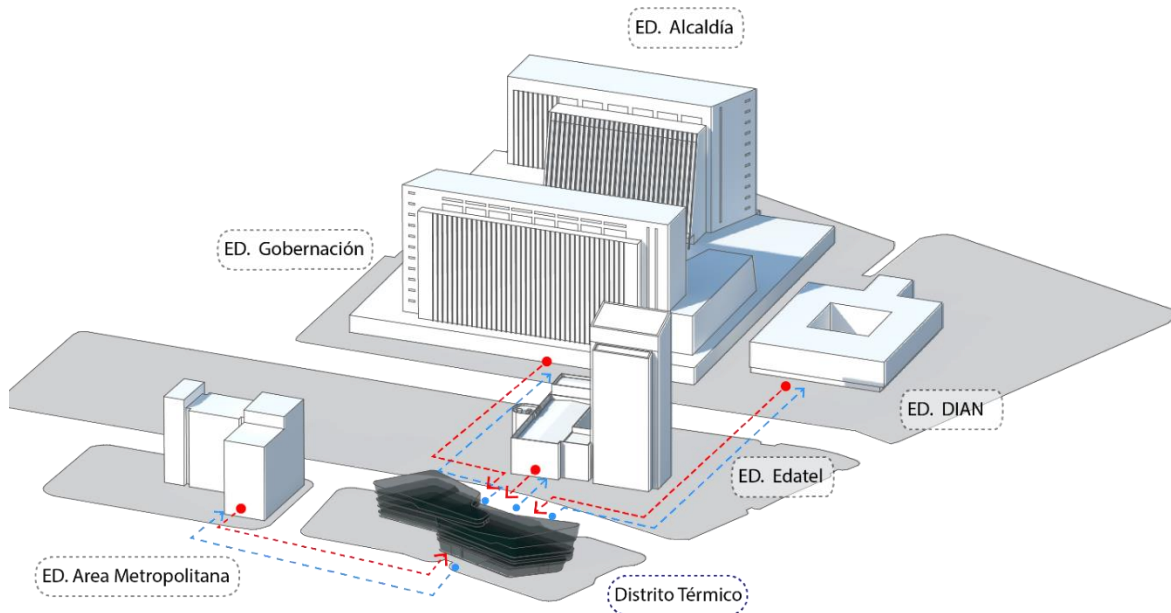 ED. Alcaldía
ED. Gobernación
ED. DIAN
ED. Edatel
ED. Area Metropolitana
Distrito Térmico